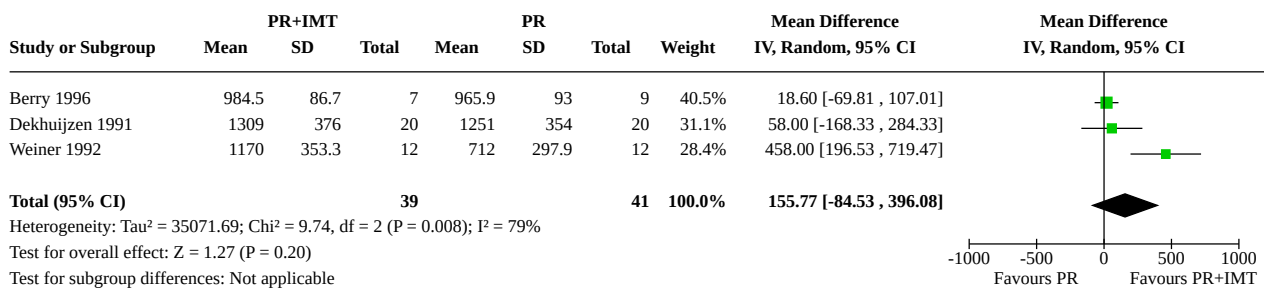 PR+IMT PR Mean Difference Mean Difference
Study or Subgroup Mean SD Total Mean SD Total Weight IV, Random, 95% CI IV, Random, 95% CI
Berry 1996 984.5 86.7 7 965.9 93 9 40.5% 18.60 [-69.81 , 107.01]
Dekhuijzen 1991 1309 376 20 1251 354 20 31.1% 58.00 [-168.33 , 284.33]
Weiner 1992 1170 353.3 12 712 297.9 12 28.4% 458.00 [196.53 , 719.47]
Total (95% CI) 39 41 100.0% 155.77 [-84.53 , 396.08]
Heterogeneity: Tau² = 35071.69; Chi² = 9.74, df = 2 (P = 0.008); I² = 79%
Test for overall effect: Z = 1.27 (P = 0.20) -1000 -500 0 500 1000
Test for subgroup differences: Not applicable Favours PR Favours PR+IMT